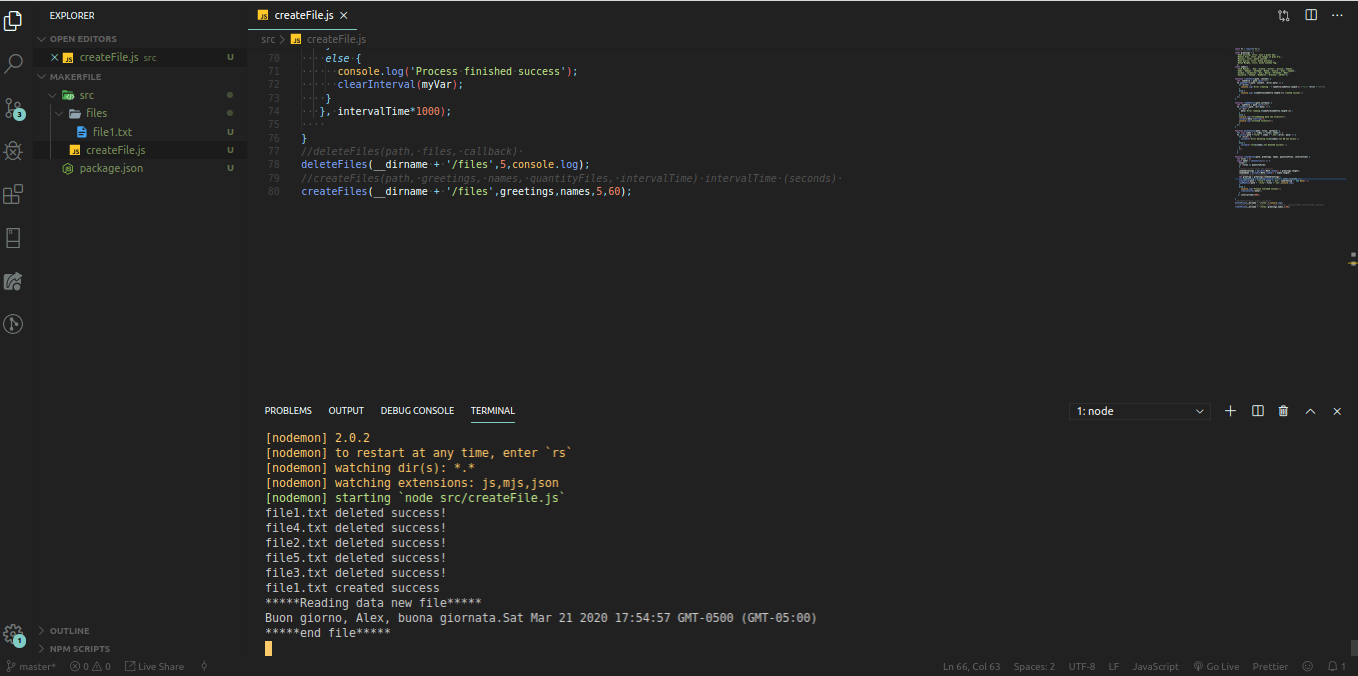 EXPLORER
OPEN EDITORS
createFile.js src U
MAKERFILE
src
files
file1.txt U
createFile.js U
package.json U
OUTLINE
NPM SCRIPTS
3
1
createFile.js
src > createFile.js
70 else {
71 console.log('Process finished success');
72 clearInterval(myVar);
73 }
74 }, intervalTime*1000);
75
76 }
77 //deleteFiles(path, files, callback)
78 deleteFiles(__dirname + '/files',5,console.log);
79 //createFiles(path, greetings, names, quantityFiles, intervalTime) intervalTime (seconds)
80 createFiles(__dirname + '/files',greetings,names,5,60);
PROBLEMS OUTPUT DEBUG CONSOLE TERMINAL 1: node
[nodemon] 2.0.2
[nodemon] to restart at any time, enter `rs`
[nodemon] watching dir(s): *.*
[nodemon] watching extensions: js,mjs,json
[nodemon] starting `node src/createFile.js`
file1.txt deleted success!
file4.txt deleted success!
file2.txt deleted success!
file5.txt deleted success!
file3.txt deleted success!
file1.txt created success
*****Reading data new file*****
Buon giorno, Alex, buona giornata.Sat Mar 21 2020 17:54:57 GMT-0500 (GMT-05:00)
*****end file*****
master* 0 0 Live Share Ln 66, Col 63 Spaces: 2 UTF-8 LF JavaScript Go Live Prettier 1